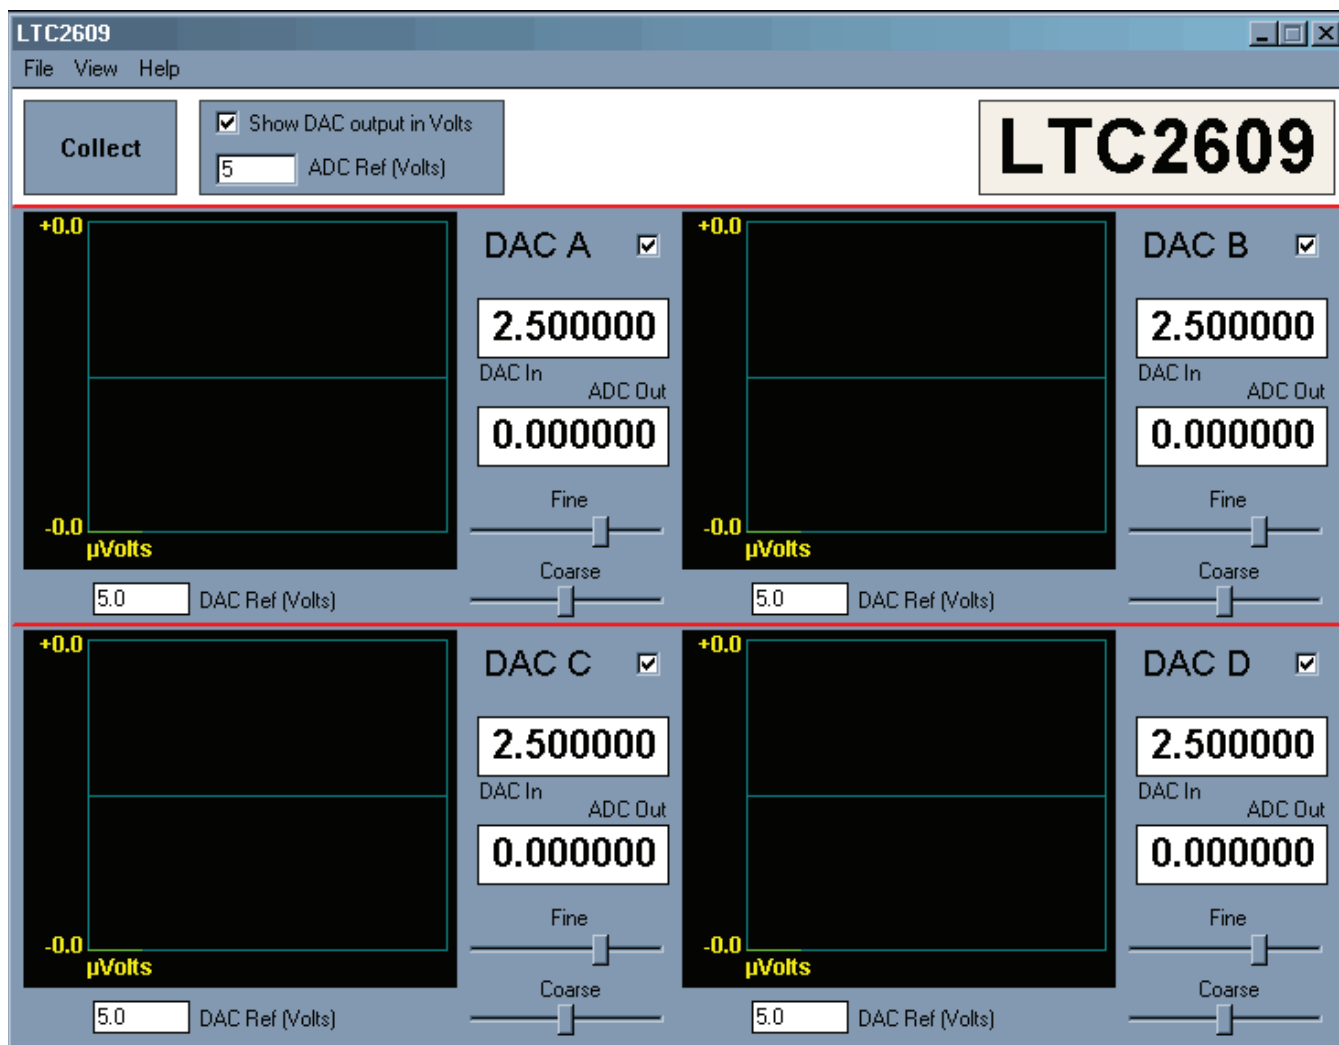 LTC2609
File View Help
Collect
Show DAC output in Volts
5 ADC Ref (Volts)
LTC2609
+0.0
-0.0
µVolts
5.0 DAC Ref (Volts)
DAC A
2.500000
DAC In
ADC Out
0.000000
Fine
Coarse
+0.0
-0.0
µVolts
5.0 DAC Ref (Volts)
DAC B
2.500000
DAC In
ADC Out
0.000000
Fine
Coarse
+0.0
-0.0
µVolts
5.0 DAC Ref (Volts)
DAC C
2.500000
DAC In
ADC Out
0.000000
Fine
Coarse
+0.0
-0.0
µVolts
5.0 DAC Ref (Volts)
DAC D
2.500000
DAC In
ADC Out
0.000000
Fine
Coarse